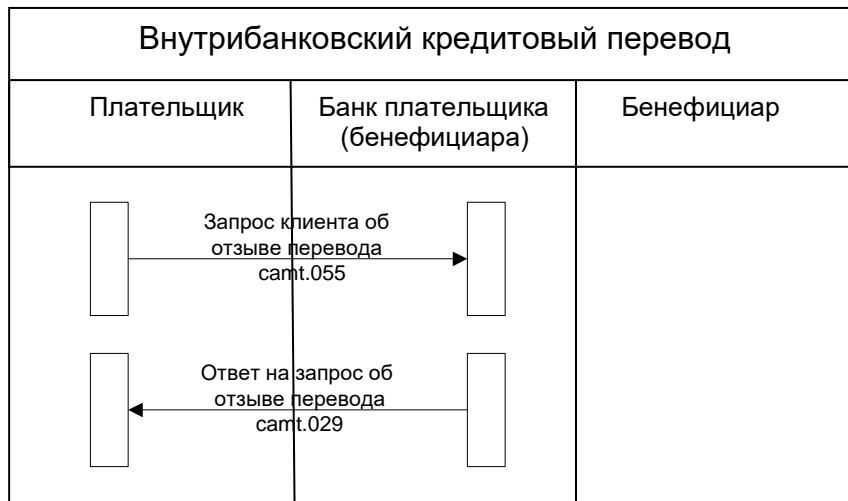 Внутрибанковский кредитовый перевод
Плательщик
Банк плательщика
(бенефициара)
Бенефициар
Запрос клиента об
отзыве перевода
camt.055
Ответ на запрос об
отзыве перевода
camt.029